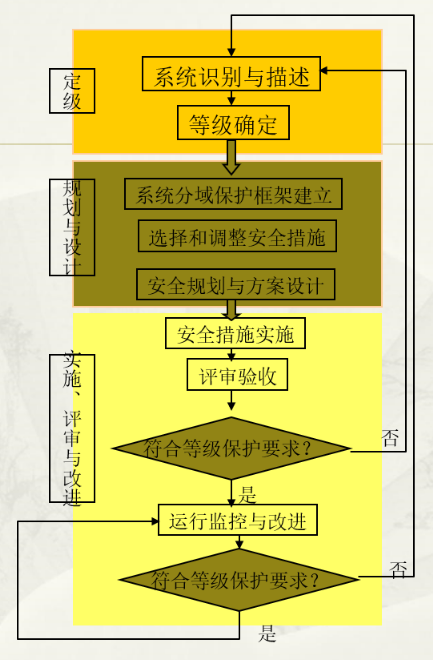 定级
系统识别与描述
等级确定
规划与设计
系统分域保护框架建立
选择和调整安全措施
安全规划与方案设计
实施、评审与改进
安全措施实施
评审验收
符合等级保护要求？
否
是
运行监控与改进
符合等级保护要求？
否
是